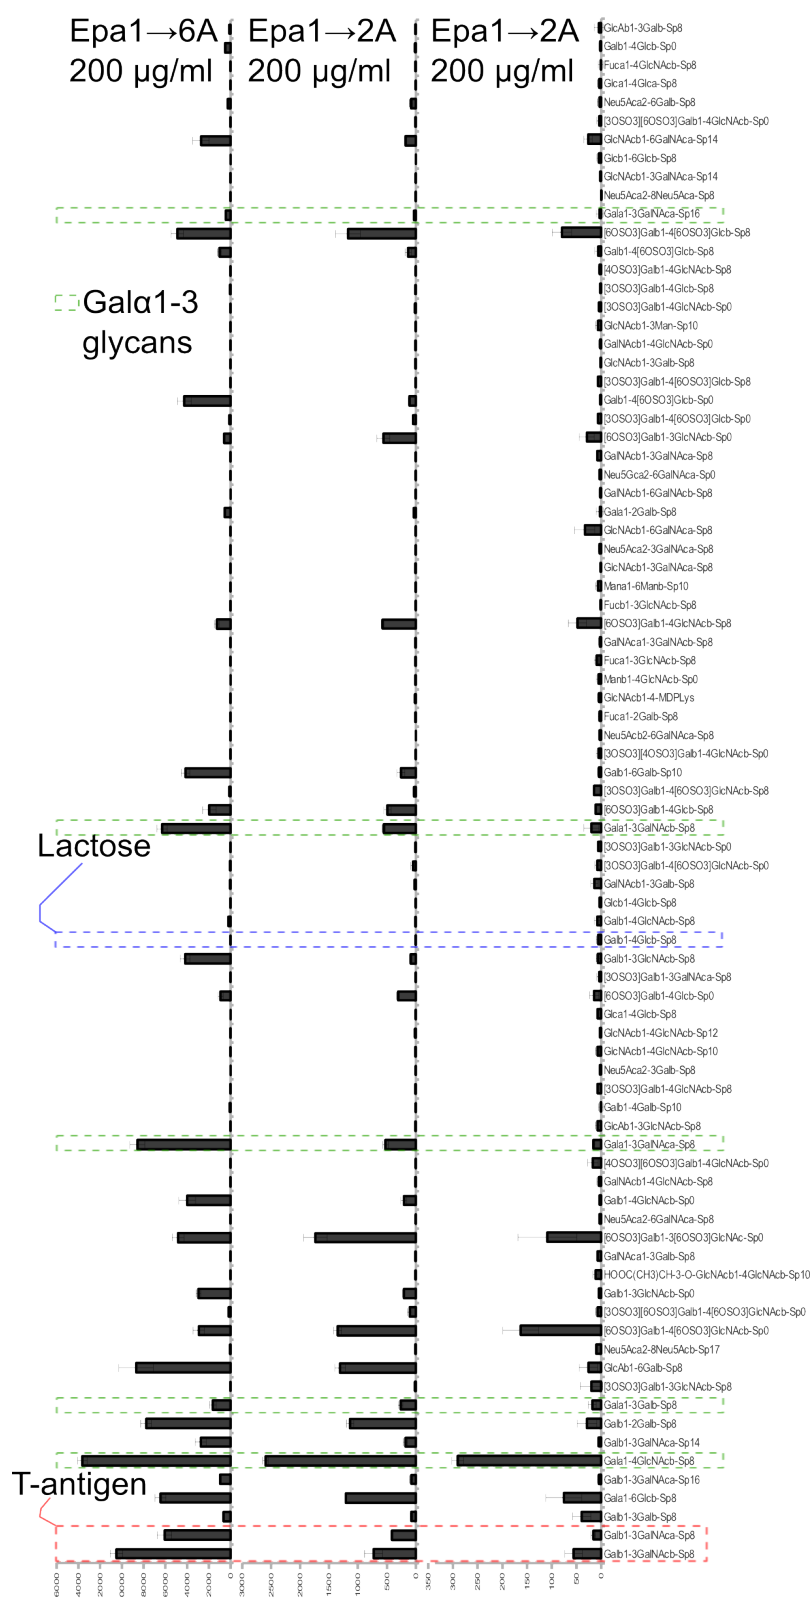 Epa1→6A
200 µg/ml
Epa1→2A
200 µg/ml
Epa1→2A
200 µg/ml
GlcAb1-3Galb-Sp8
Galb1-4Glcb-Sp0
Fuca1-4GlcNAcb-Sp8
Glca1-4Glca-Sp8
Neu5Aca2-6Galb-Sp8
[3OSO3][6OSO3]Galb1-4GlcNAcb-Sp0
GlcNAcb1-6GalNAca-Sp14
Glcb1-6Glcb-Sp8
GlcNAcb1-3GalNAca-Sp14
Neu5Aca2-8Neu5Aca-Sp8
Gala1-3GalNAca-Sp16
[6OSO3]Galb1-4[6OSO3]Glcb-Sp8
Galb1-4[6OSO3]Glcb-Sp8
[4OSO3]Galb1-4GlcNAcb-Sp8
[3OSO3]Galb1-4Glcb-Sp8
Galα1-3
glycans
[3OSO3]Galb1-4GlcNAcb-Sp0
GlcNAcb1-3Man-Sp10
GalNAcb1-4GlcNAcb-Sp0
GlcNAcb1-3Galb-Sp8
[3OSO3]Galb1-4[6OSO3]Glcb-Sp8
Galb1-4[6OSO3]Glcb-Sp0
[3OSO3]Galb1-4[6OSO3]Glcb-Sp0
[6OSO3]Galb1-3GlcNAcb-Sp0
GalNAcb1-3GalNAca-Sp8
Neu5Gca2-6GalNAca-Sp0
GalNAcb1-6GalNAcb-Sp8
Gala1-2Galb-Sp8
GlcNAcb1-6GalNAca-Sp8
Neu5Aca2-3GalNAca-Sp8
GlcNAcb1-3GalNAca-Sp8
Mana1-6Manb-Sp10
Fucb1-3GlcNAcb-Sp8
[6OSO3]Galb1-4GlcNAcb-Sp8
GalNAca1-3GalNAcb-Sp8
Fuca1-3GlcNAcb-Sp8
Manb1-4GlcNAcb-Sp0
GlcNAcb1-4-MDPLys
Fuca1-2Galb-Sp8
Neu5Acb2-6GalNAca-Sp8
[3OSO3][4OSO3]Galb1-4GlcNAcb-Sp0
Galb1-6Galb-Sp10
[3OSO3]Galb1-4[6OSO3]GlcNAcb-Sp8
[6OSO3]Galb1-4Glcb-Sp8
Gala1-3GalNAcb-Sp8
Lactose
[3OSO3]Galb1-3GlcNAcb-Sp0
[3OSO3]Galb1-4[6OSO3]GlcNAcb-Sp0
GalNAcb1-3Galb-Sp8
Glcb1-4Glcb-Sp8
Galb1-4GlcNAcb-Sp8
Galb1-4Glcb-Sp8
Galb1-3GlcNAcb-Sp8
[3OSO3]Galb1-3GalNAca-Sp8
[6OSO3]Galb1-4Glcb-Sp0
Glca1-4Glcb-Sp8
GlcNAcb1-4GlcNAcb-Sp12
GlcNAcb1-4GlcNAcb-Sp10
Neu5Aca2-3Galb-Sp8
[3OSO3]Galb1-4GlcNAcb-Sp8
Galb1-4Galb-Sp10
GlcAb1-3GlcNAcb-Sp8
Gala1-3GalNAca-Sp8
[4OSO3][6OSO3]Galb1-4GlcNAcb-Sp0
GalNAcb1-4GlcNAcb-Sp8
Galb1-4GlcNAcb-Sp0
Neu5Aca2-6GalNAca-Sp8
[6OSO3]Galb1-3[6OSO3]GlcNAc-Sp0
GalNAca1-3Galb-Sp8
HOOC(CH3)CH-3-O-GlcNAcb1-4GlcNAcb-Sp10
Galb1-3GlcNAcb-Sp0
[3OSO3][6OSO3]Galb1-4[6OSO3]GlcNAcb-Sp0
[6OSO3]Galb1-4[6OSO3]GlcNAcb-Sp0
Neu5Aca2-8Neu5Acb-Sp17
GlcAb1-6Galb-Sp8
[3OSO3]Galb1-3GlcNAcb-Sp8
Gala1-3Galb-Sp8
Galb1-2Galb-Sp8
Galb1-3GalNAca-Sp14
Gala1-4GlcNAcb-Sp8
T-antigen
Galb1-3GalNAca-Sp16
Gala1-6Glcb-Sp8
Galb1-3Galb-Sp8
Galb1-3GalNAca-Sp8
Galb1-3GalNAcb-Sp8
16000 14000 12000 10000 8000 6000 4000 2000 0 3000 2500 2000 1500 1000 500 0 350 300 250 200 150 100 50 0